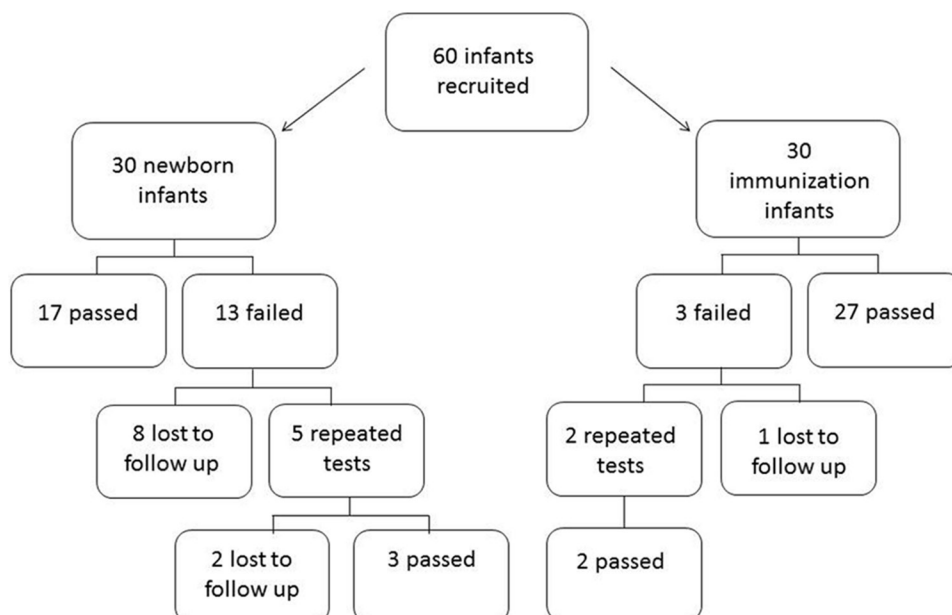 60 infants
recruited
30 newborn
infants
30
immunization
infants
17 passed
13 failed
3 failed
27 passed
8 lost to
follow up
5 repeated
tests
2 repeated
tests
1 lost to
follow up
2 lost to
follow up
3 passed
2 passed